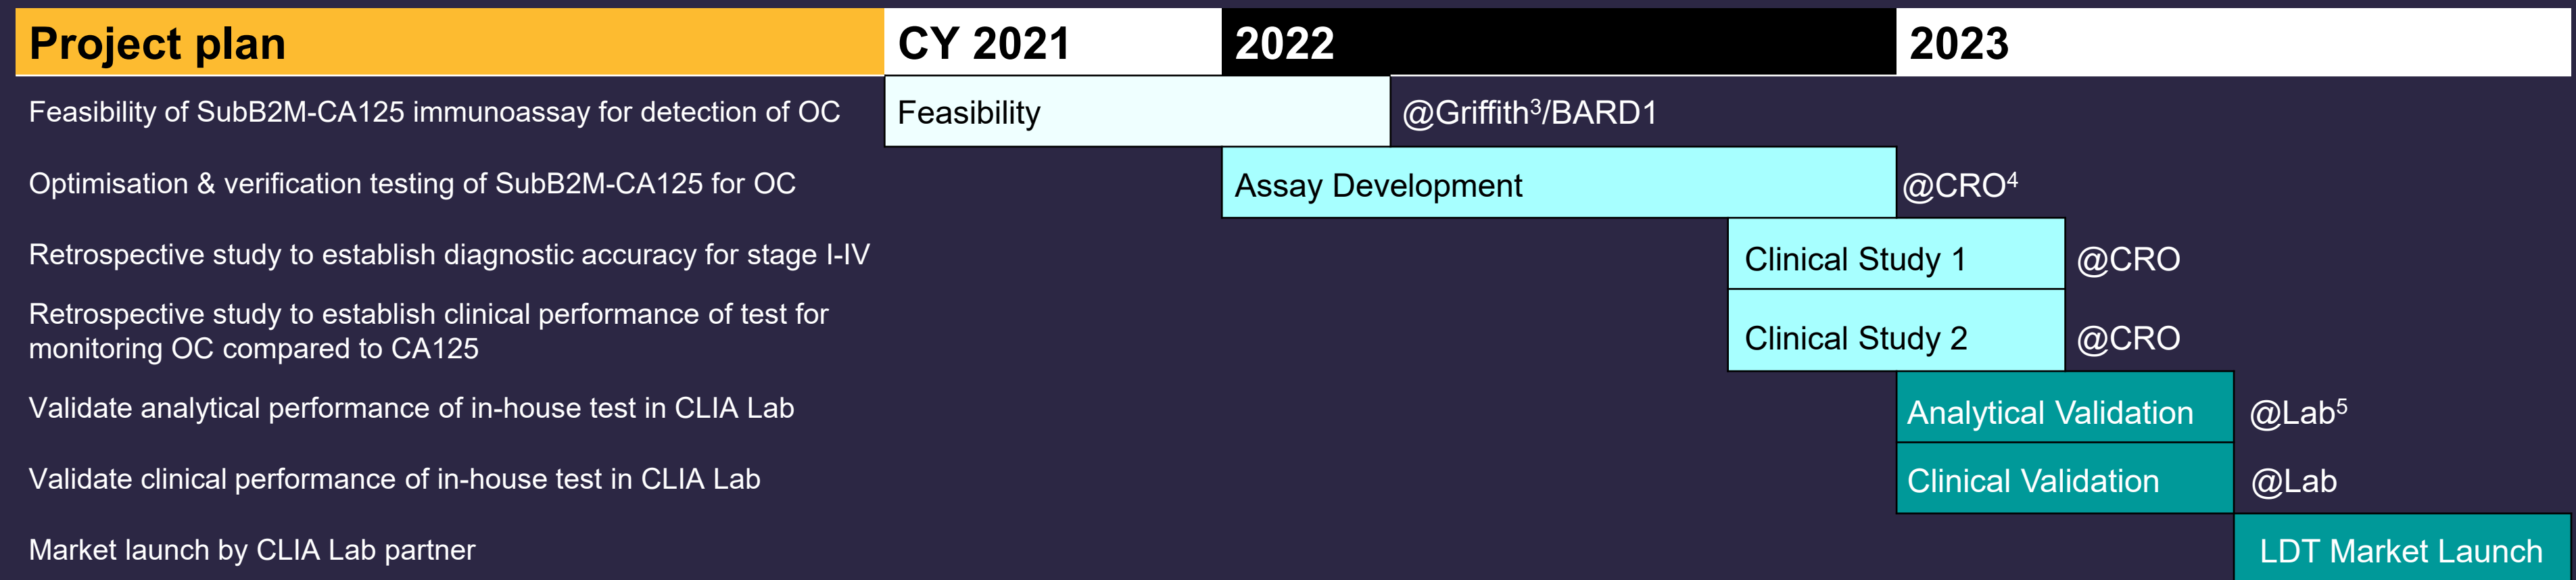 Project plan CY 2021 2022 2023
Feasibility of SubB2M-CA125 immunoassay for detection of OC Feasibility @Griffith³/BARD1
Optimisation & verification testing of SubB2M-CA125 for OC Assay Development @CRO⁴
Retrospective study to establish diagnostic accuracy for stage I-IV Clinical Study 1 @CRO
Retrospective study to establish clinical performance of test for
monitoring OC compared to CA125 Clinical Study 2 @CRO
Validate analytical performance of in-house test in CLIA Lab Analytical Validation @Lab⁵
Validate clinical performance of in-house test in CLIA Lab Clinical Validation @Lab
Market launch by CLIA Lab partner LDT Market Launch